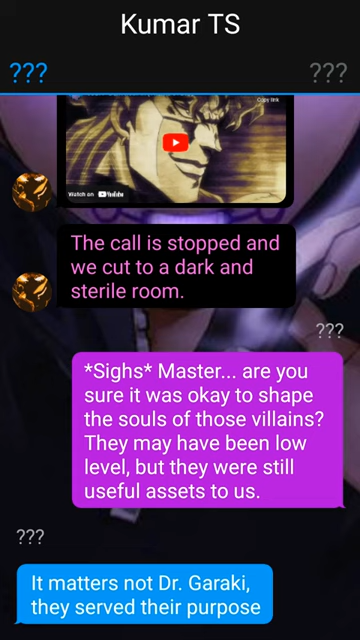 Kumar TS
???
???
Copy link
Watch on YouTube
The call is stopped and
we cut to a dark and
sterile room.
???
*Sighs* Master... are you
sure it was okay to shape
the souls of those villains?
They may have been low
level, but they were still
useful assets to us.
???
It matters not Dr. Garaki,
they served their purpose